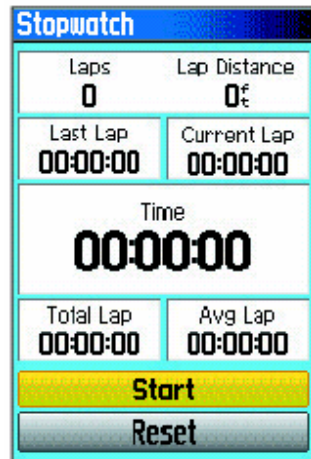 Stopwatch
Laps Lap Distance
0 0ft
Last Lap Current Lap
00:00:00 00:00:00
Time
00:00:00
Total Lap Avg Lap
00:00:00 00:00:00
Start
Reset